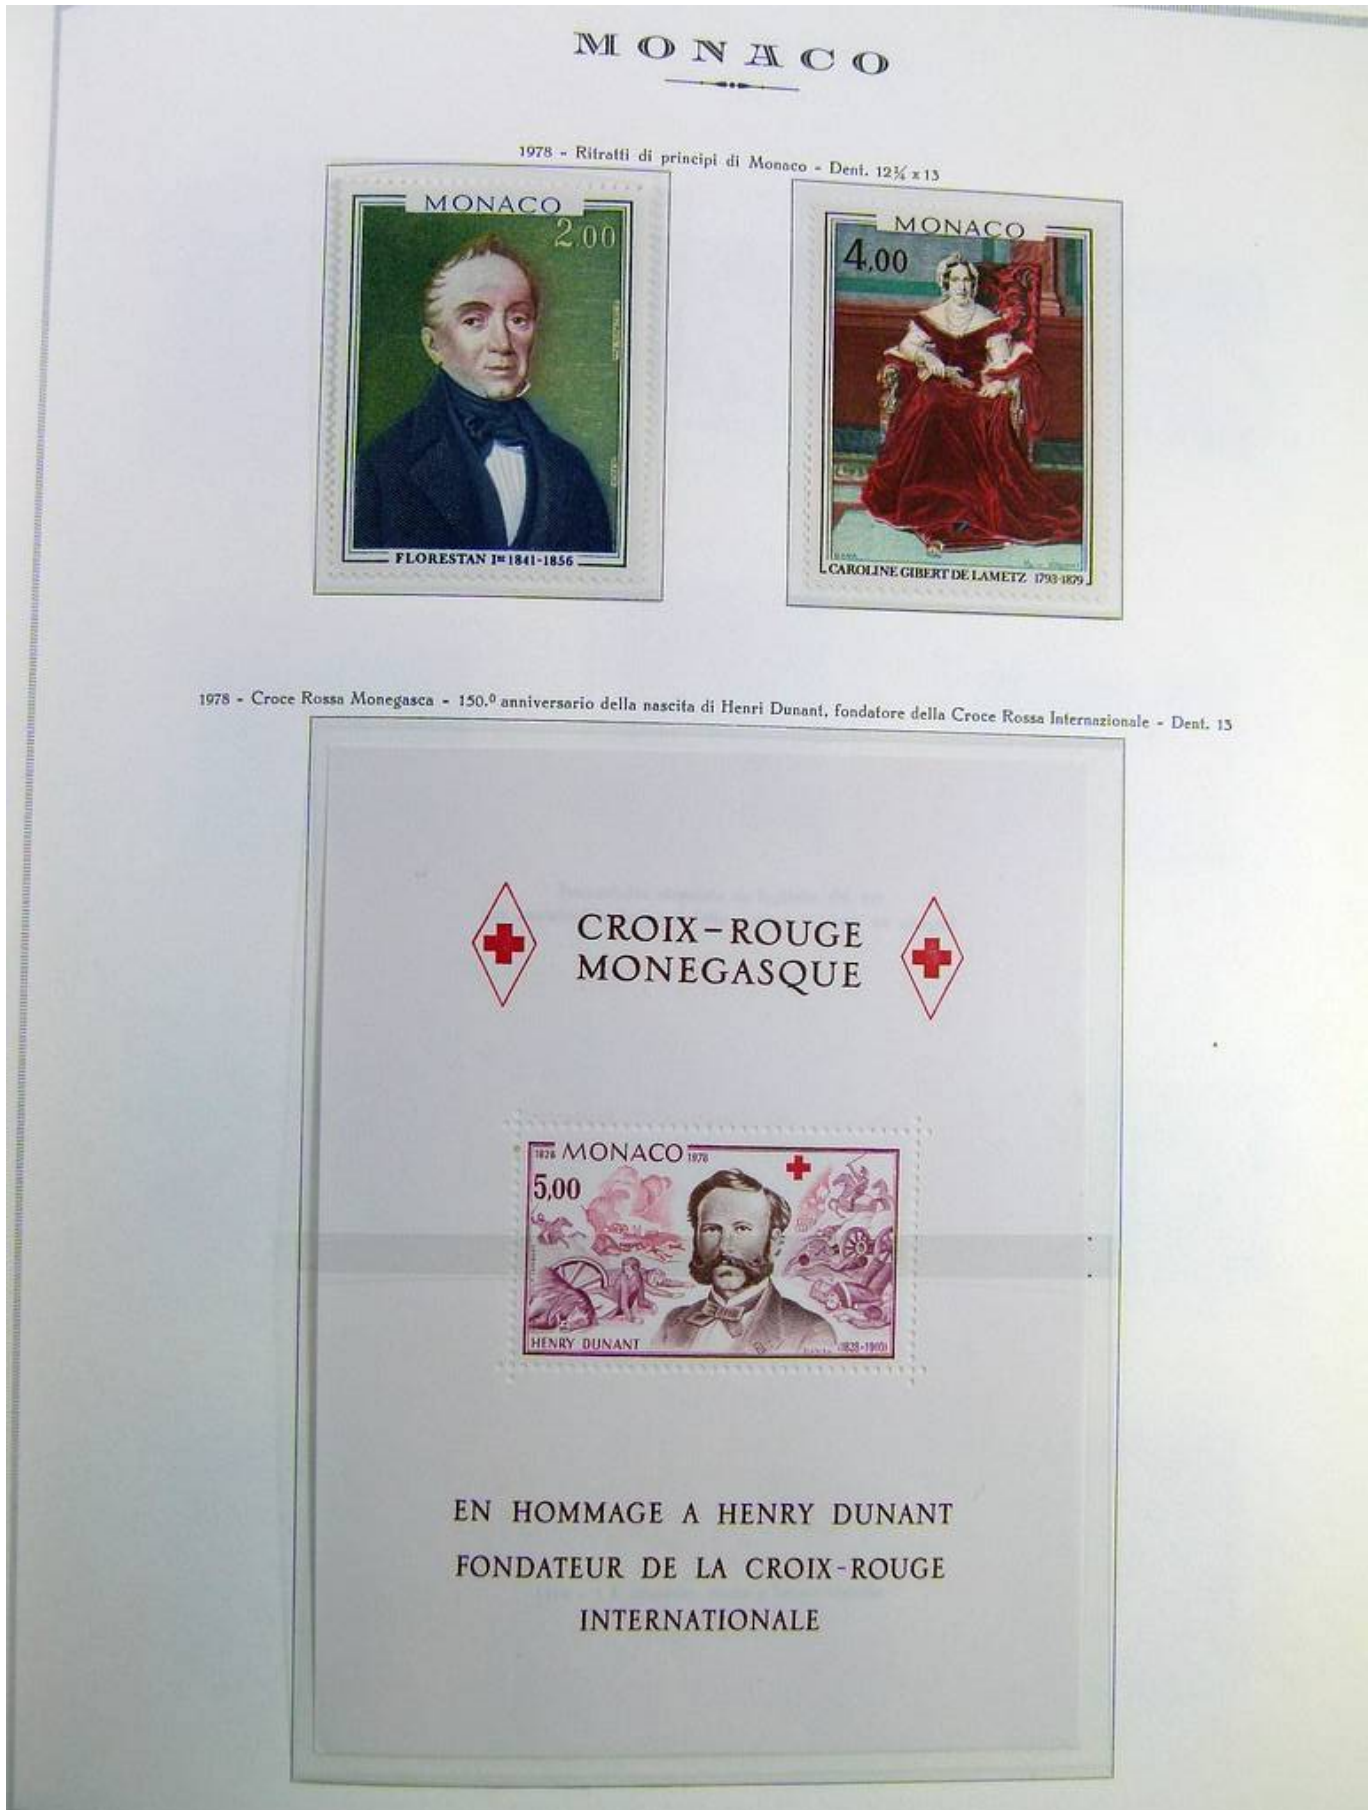 MONACO
1978 - Ritratti di principi di Monaco - Dent. 12¾ x 13
MONACO
2,00
FLORESTAN Iᴱᴿ 1841-1856
MONACO
4,00
CAROLINE GIBERT DE LAMETZ 1793-1879
1978 - Croce Rossa Monegasca - 150.º anniversario della nascita di Henri Dunant, fondatore della Croce Rossa Internazionale - Dent. 13
CROIX-ROUGE
MONEGASQUE
1828 MONACO 1978
5,00
HENRY DUNANT (1828-1910)
EN HOMMAGE A HENRY DUNANT
FONDATEUR DE LA CROIX-ROUGE
INTERNATIONALE